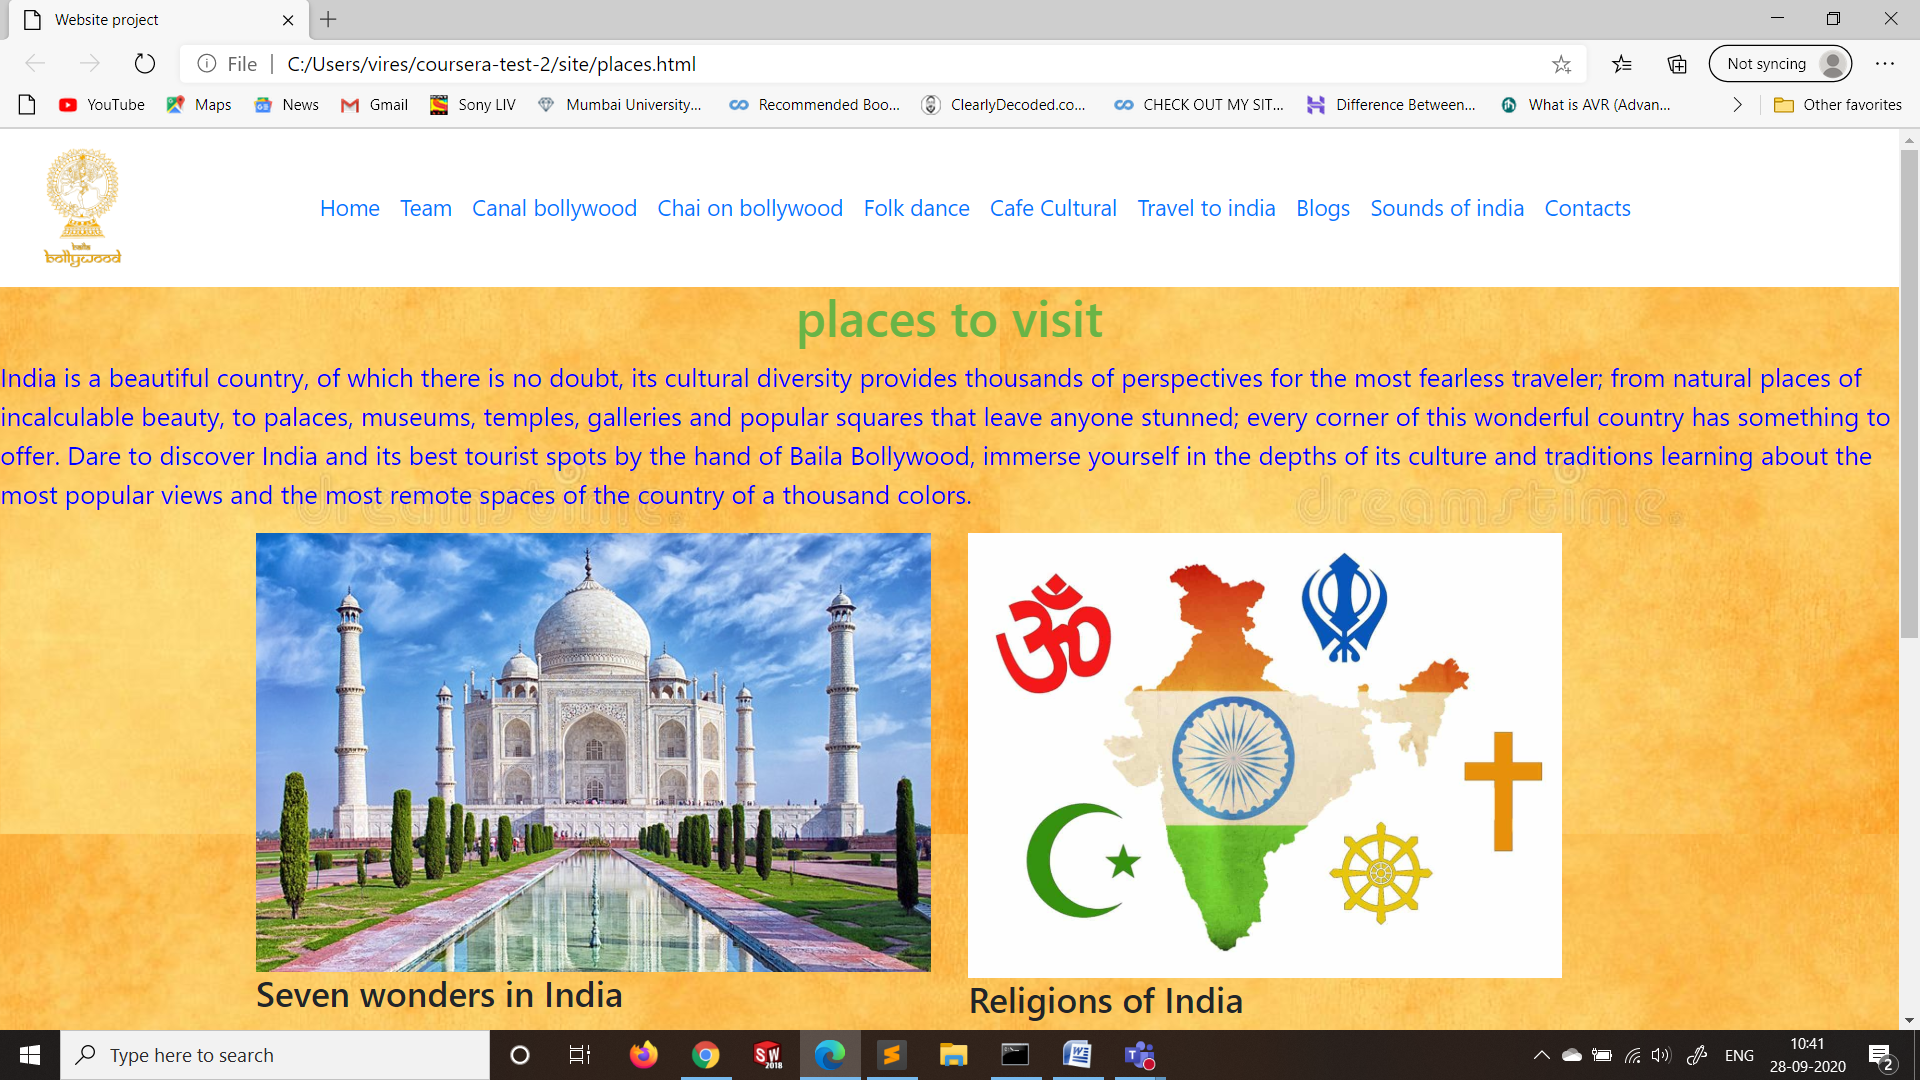 Website project
File
C:/Users/vires/coursera-test-2/site/places.html
Not syncing
YouTube
Maps
News
Gmail
Sony LIV
Mumbai University...
Recommended Boo...
ClearlyDecoded.co...
CHECK OUT MY SIT...
Difference Between...
What is AVR (Advan...
Other favorites
baila
bollywood
Home Team Canal bollywood Chai on bollywood Folk dance Cafe Cultural Travel to india Blogs Sounds of india Contacts
places to visit
India is a beautiful country, of which there is no doubt, its cultural diversity provides thousands of perspectives for the most fearless traveler; from natural places of
incalculable beauty, to palaces, museums, temples, galleries and popular squares that leave anyone stunned; every corner of this wonderful country has something to
offer. Dare to discover India and its best tourist spots by the hand of Baila Bollywood, immerse yourself in the depths of its culture and traditions learning about the
most popular views and the most remote spaces of the country of a thousand colors.
dreamstime
dreamstime
ॐ
Seven wonders in India
Religions of India
Type here to search
SW
2018
ENG
10:41
28-09-2020
2